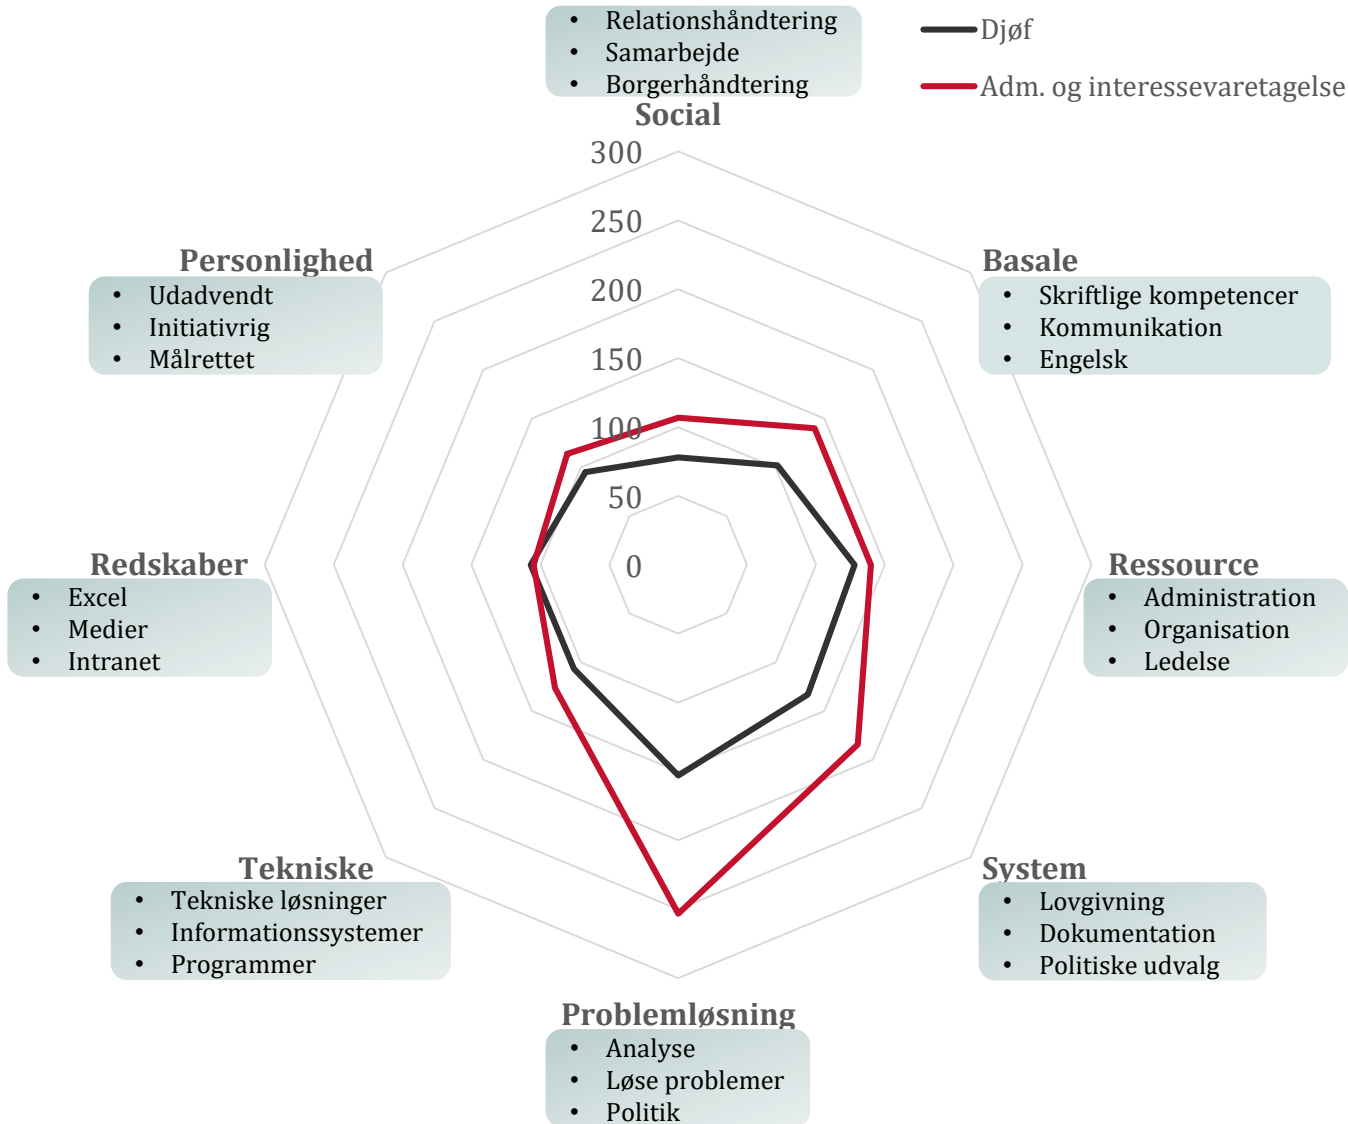 • Relationshåndtering
• Samarbejde
• Borgerhåndtering
Djøf
Adm. og interessevaretagelse
Social
300
250
200
150
100
50
0
Personlighed
• Udadvendt
• Initiativrig
• Målrettet
Basale
• Skriftlige kompetencer
• Kommunikation
• Engelsk
Redskaber
• Excel
• Medier
• Intranet
Ressource
• Administration
• Organisation
• Ledelse
Tekniske
• Tekniske løsninger
• Informationssystemer
• Programmer
System
• Lovgivning
• Dokumentation
• Politiske udvalg
Problemløsning
• Analyse
• Løse problemer
• Politik